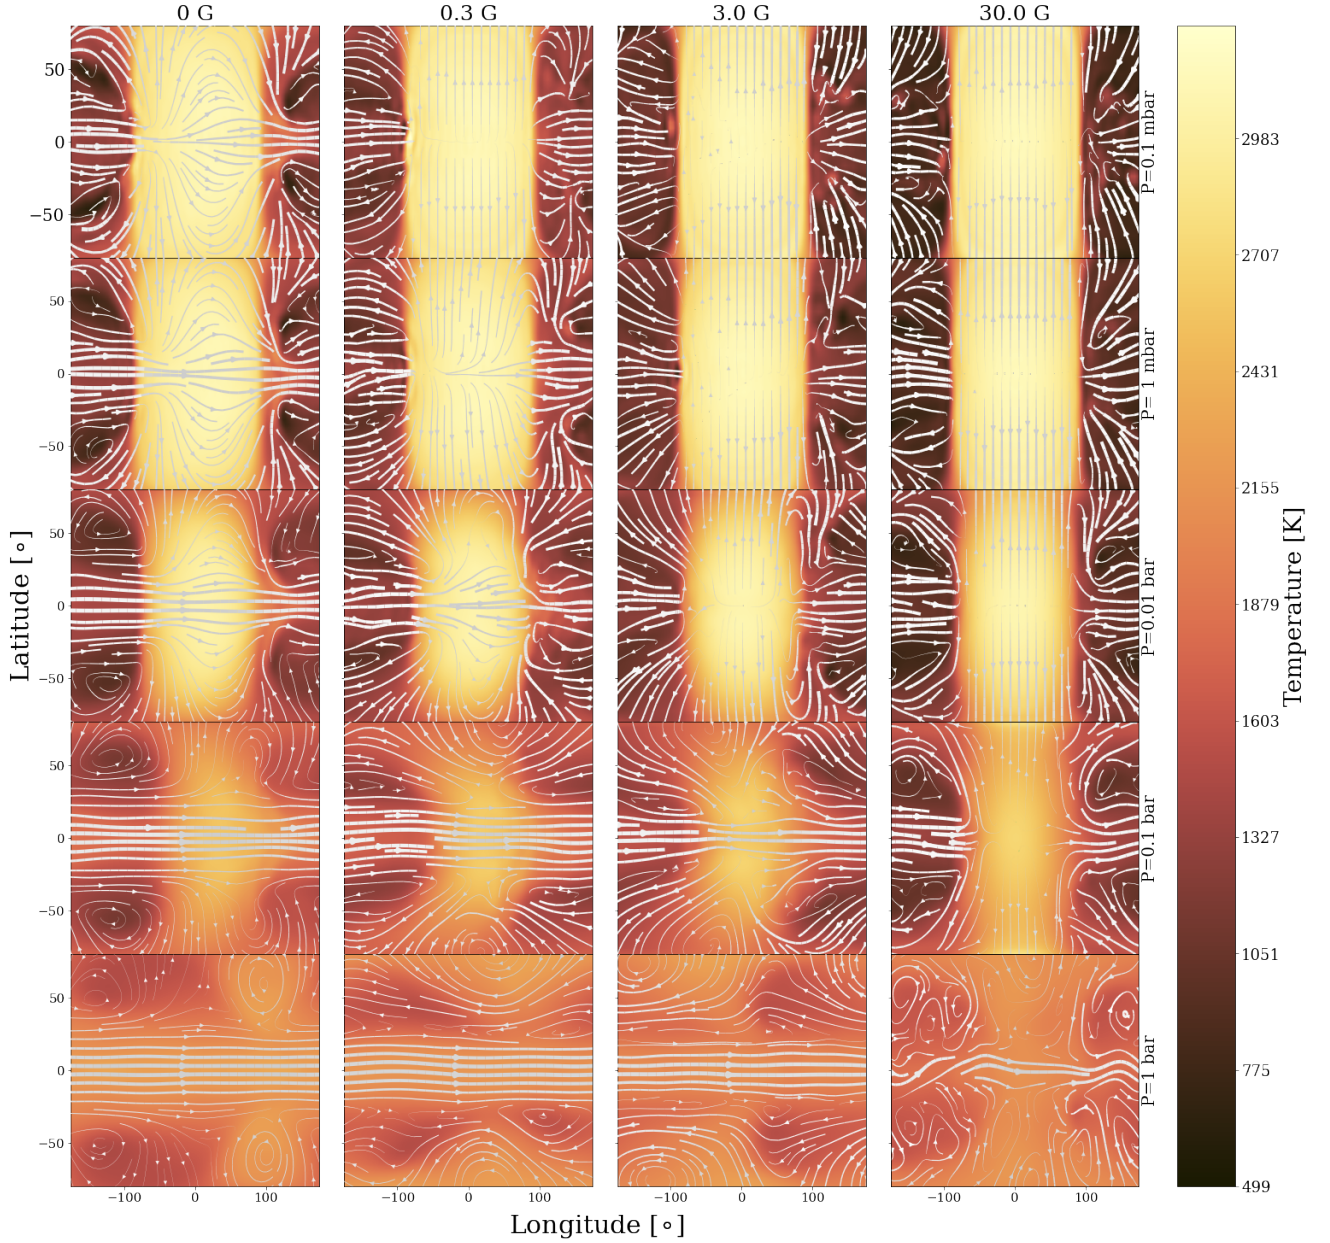 0 G 0.3 G 3.0 G 30.0 G
50
0
−50
P=0.1 mbar
50
0
−50
P= 1 mbar
50
0
−50
P=0.01 bar
50
0
−50
P=0.1 bar
50
0
−50
P=1 bar
−100 0 100 −100 0 100 −100 0 100 −100 0 100
Latitude [∘]
Longitude [∘]
2983
2707
2431
2155
1879
1603
1327
1051
775
499
Temperature [K]